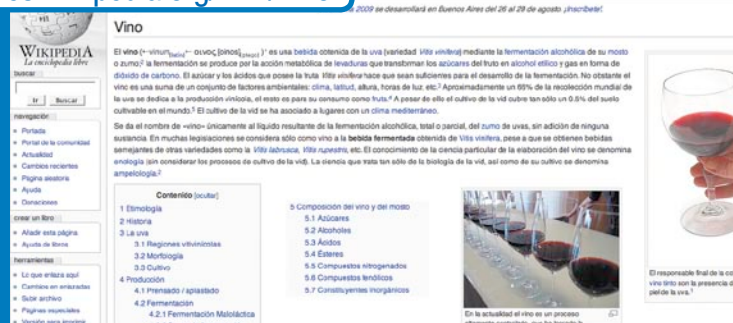 2009 se desarrollará en Buenos Aires del 26 al 29 de agosto. ¡Inscríbete!
WIKIPEDIA
La enciclopedia libre
buscar
Ir
Buscar
navegación
Portada
Portal de la comunidad
Actualidad
Cambios recientes
Página aleatoria
Ayuda
Donaciones
crear un libro
Añadir esta página
Ayuda de libros
herramientas
Lo que enlaza aquí
Cambios en enlazadas
Subir archivo
Páginas especiales
Versión para imprimir
Vino
El vino es una bebida obtenida de la uva (variedad Vitis vinifera) mediante la fermentación alcohólica de su mosto
o zumo;² la fermentación se produce por la acción metabólica de levaduras que transforman los azúcares del fruto en alcohol etílico y gas en forma de
dióxido de carbono. El azúcar y los ácidos que posee la fruta Vitis vinifera hace que sean suficientes para el desarrollo de la fermentación. No obstante el
vino es una suma de un conjunto de factores ambientales: clima, latitud, altura, horas de luz, etc.³ Aproximadamente un 66% de la recolección mundial de
la uva se dedica a la producción vinícola, el resto es para su consumo como fruta.⁴ A pesar de ello el cultivo de la vid cubre tan sólo un 0.5% del suelo
cultivable en el mundo.⁵ El cultivo de la vid se ha asociado a lugares con un clima mediterráneo.
Se da el nombre de «vino» únicamente al líquido resultante de la fermentación alcohólica, total o parcial, del zumo de uvas, sin adición de ninguna
sustancia. En muchas legislaciones se considera sólo como vino a la bebida fermentada obtenida de Vitis vinifera, pese a que se obtienen bebidas
semejantes de otras variedades como la Vitis labrusca, Vitis rupestris, etc. El conocimiento de la ciencia particular de la elaboración del vino se denomina
enología (sin considerar los procesos de cultivo de la vid). La ciencia que trata tan sólo de la biología de la vid, así como de su cultivo se denomina
ampelología.²
Contenido [ocultar]
1 Etimología
2 Historia
3 La uva
3.1 Regiones vitivinícolas
3.2 Morfología
3.3 Cultivo
4 Producción
4.1 Prensado / aplastado
4.2 Fermentación
4.2.1 Fermentación Maloláctica
5 Composición del vino y del mosto
5.1 Azúcares
5.2 Alcoholes
5.3 Ácidos
5.4 Ésteres
5.5 Compuestos nitrogenados
5.6 Compuestos fenólicos
5.7 Constituyentes inorgánicos
En la actualidad el vino es un proceso
El responsable final de la
vino tinto son la presencia d
piel de la uva.¹